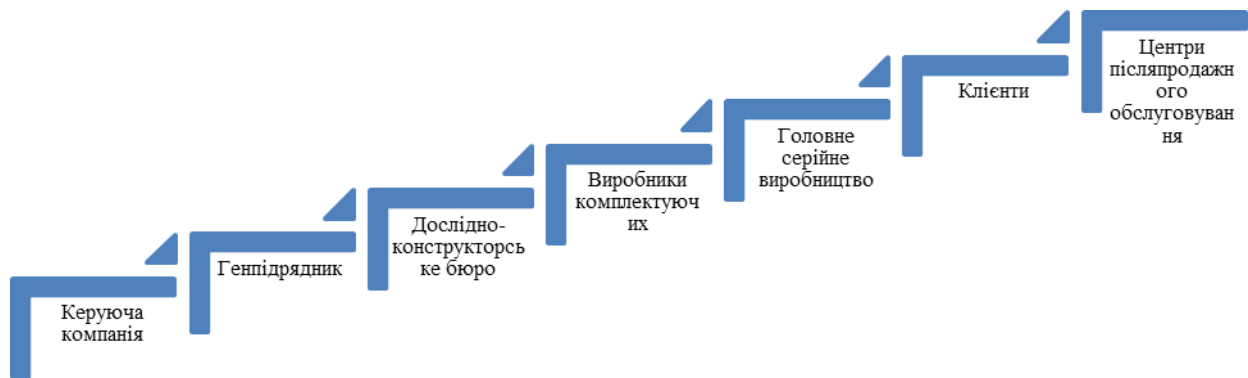 Керуюча
компанія
Генпідрядник
Дослідно-
конструкторсь
ке бюро
Виробники
комплектуюч
их
Головне
серійне
виробництво
Клієнти
Центри
післяпродажн
ого
обслуговуван
ня